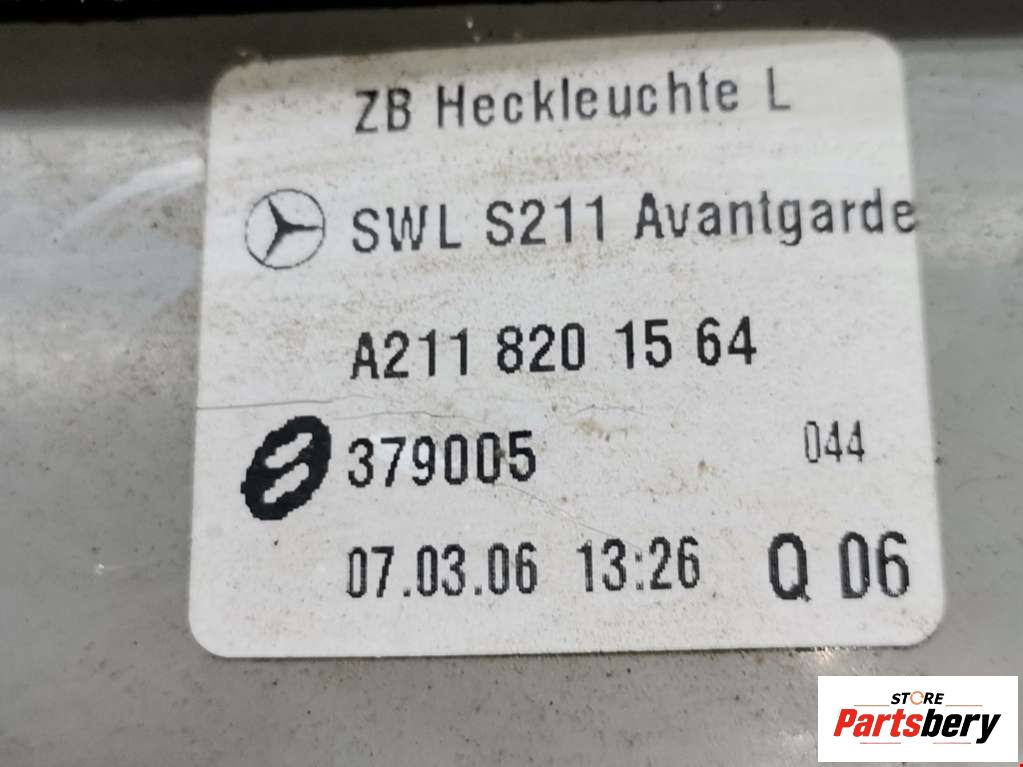 ZB Heckleuchte L
SWL S211 Avantgarde
A211 820 15 64
379005 044
07.03.06 13:26 Q 06
STORE
Partsbery